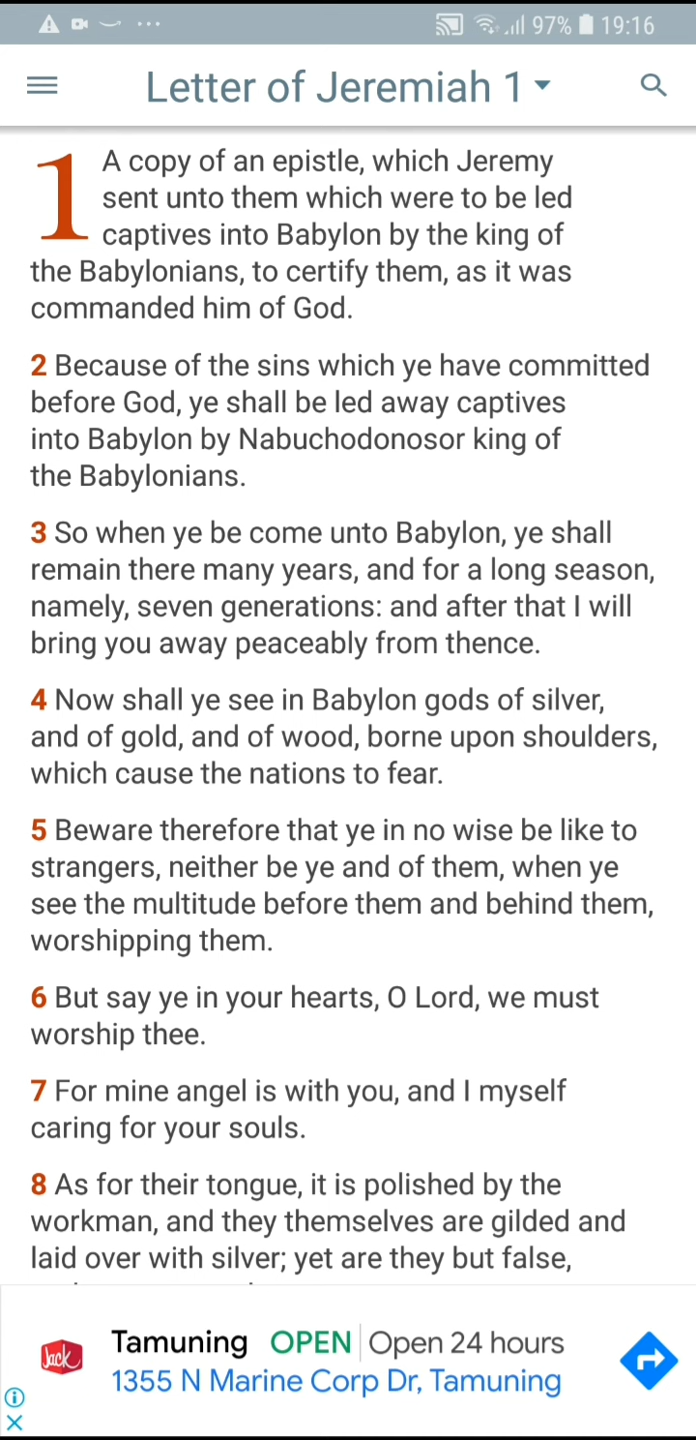 97% 19:16
Letter of Jeremiah 1
1 A copy of an epistle, which Jeremy
sent unto them which were to be led
captives into Babylon by the king of
the Babylonians, to certify them, as it was
commanded him of God.
2 Because of the sins which ye have committed
before God, ye shall be led away captives
into Babylon by Nabuchodonosor king of
the Babylonians.
3 So when ye be come unto Babylon, ye shall
remain there many years, and for a long season,
namely, seven generations: and after that I will
bring you away peaceably from thence.
4 Now shall ye see in Babylon gods of silver,
and of gold, and of wood, borne upon shoulders,
which cause the nations to fear.
5 Beware therefore that ye in no wise be like to
strangers, neither be ye and of them, when ye
see the multitude before them and behind them,
worshipping them.
6 But say ye in your hearts, O Lord, we must
worship thee.
7 For mine angel is with you, and I myself
caring for your souls.
8 As for their tongue, it is polished by the
workman, and they themselves are gilded and
laid over with silver; yet are they but false,
Jack
Tamuning OPEN Open 24 hours
1355 N Marine Corp Dr, Tamuning